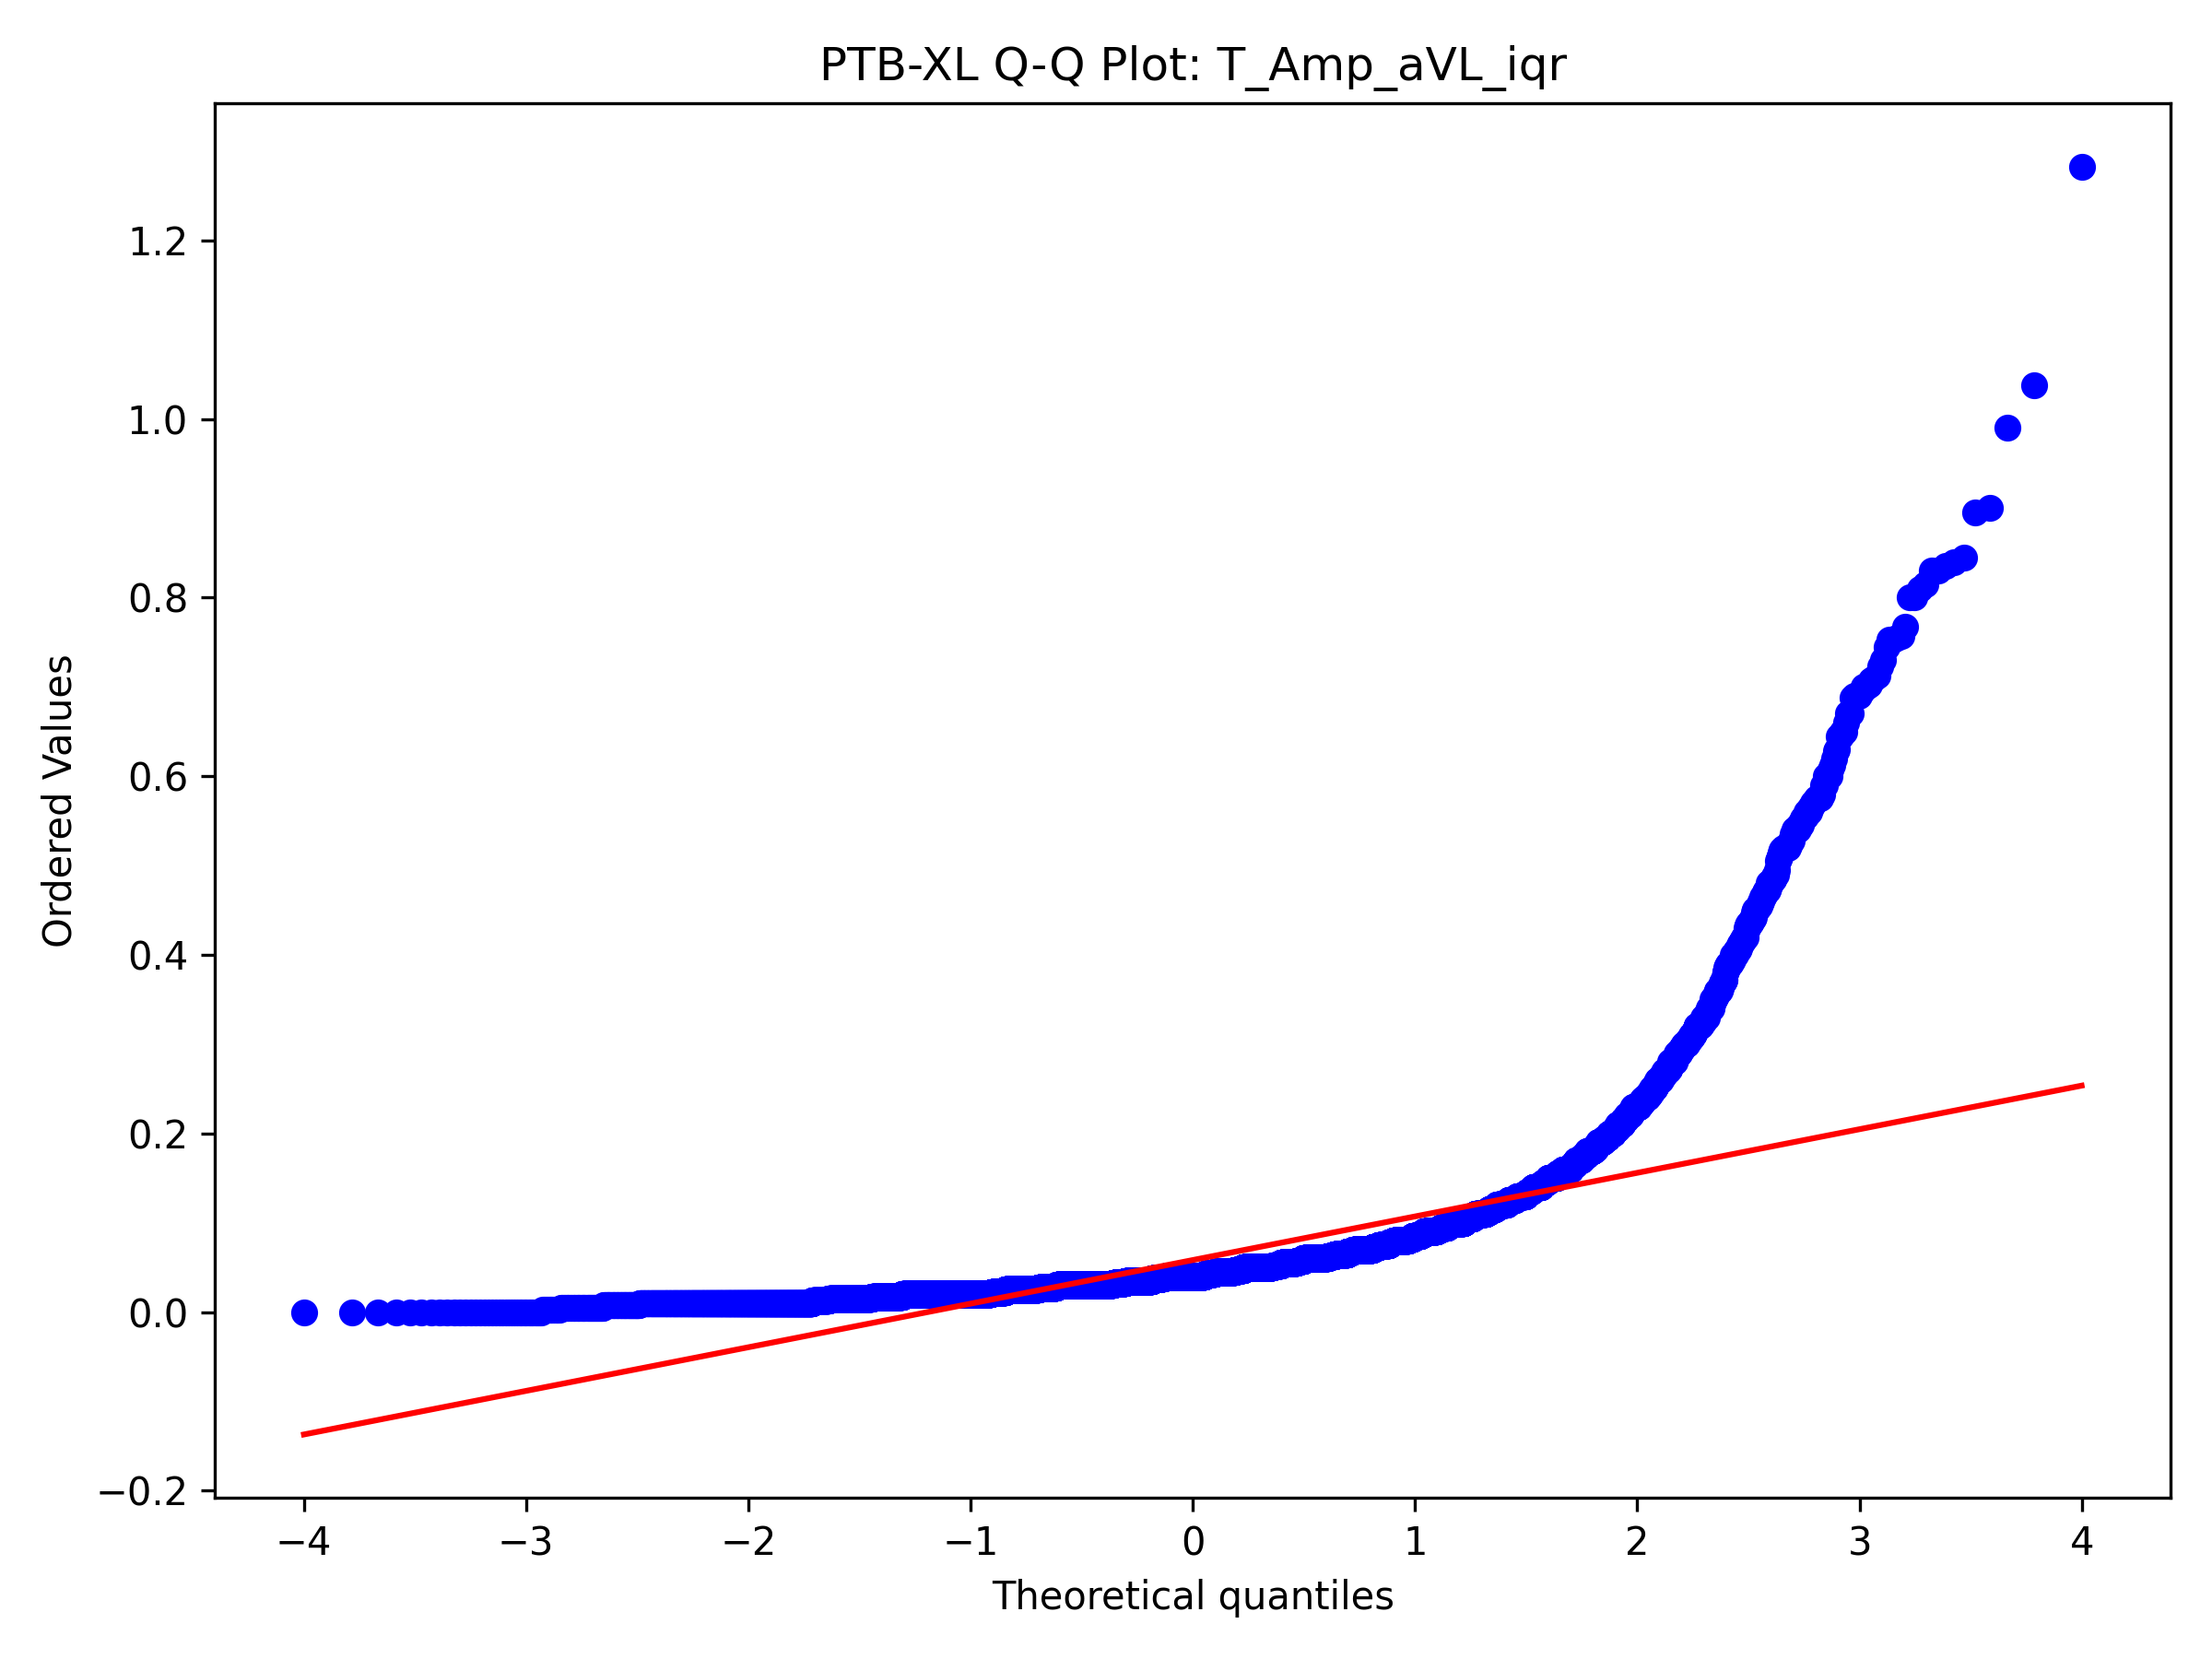 PTB-XL Q-Q Plot: T_Amp_aVL_iqr
Ordered Values
1.2
1.0
0.8
0.6
0.4
0.2
0.0
−0.2
−4 −3 −2 −1 0 1 2 3 4
Theoretical quantiles